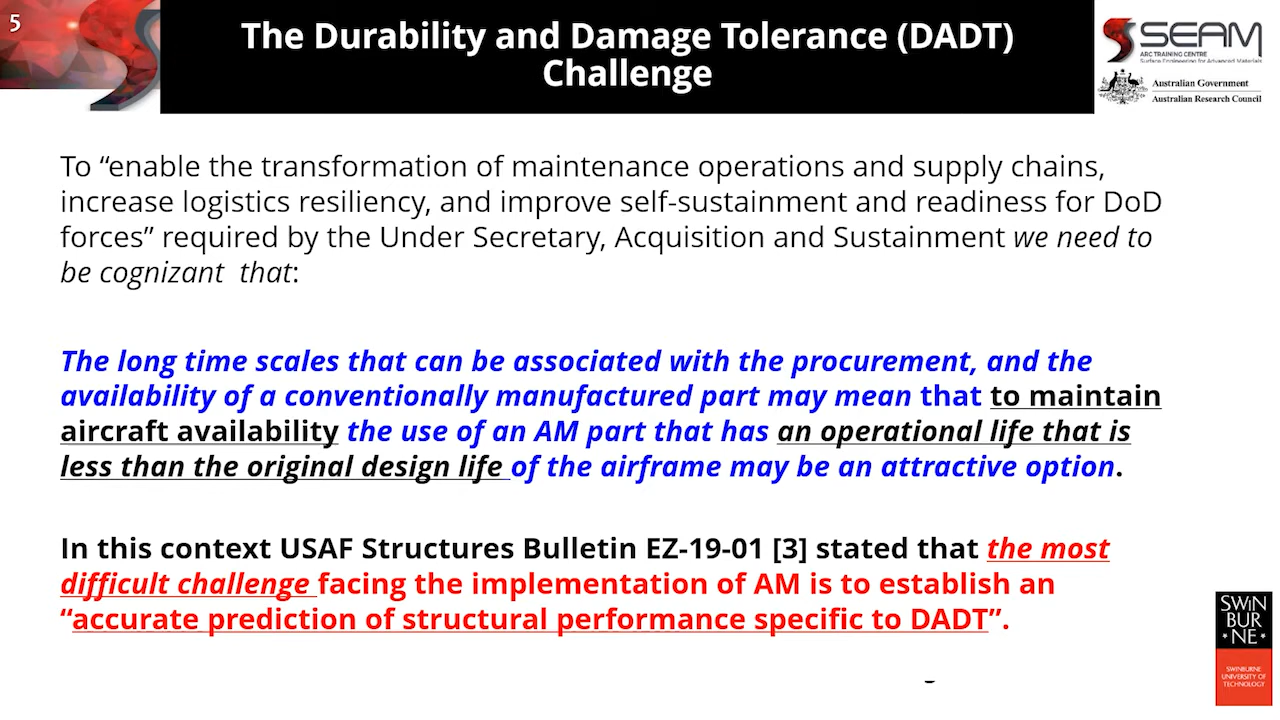 5
The Durability and Damage Tolerance (DADT)
Challenge
SEAM
ARC TRAINING CENTRE
Surface Engineering for Advanced Materials
Australian Government
Australian Research Council
To “enable the transformation of maintenance operations and supply chains,
increase logistics resiliency, and improve self-sustainment and readiness for DoD
forces” required by the Under Secretary, Acquisition and Sustainment we need to
be cognizant that:
The long time scales that can be associated with the procurement, and the
availability of a conventionally manufactured part may mean that to maintain
aircraft availability the use of an AM part that has an operational life that is
less than the original design life of the airframe may be an attractive option.
In this context USAF Structures Bulletin EZ-19-01 [3] stated that the most
difficult challenge facing the implementation of AM is to establish an
“accurate prediction of structural performance specific to DADT”.
SWIN
BUR
* NE *
SWINBURNE
UNIVERSITY OF
TECHNOLOGY